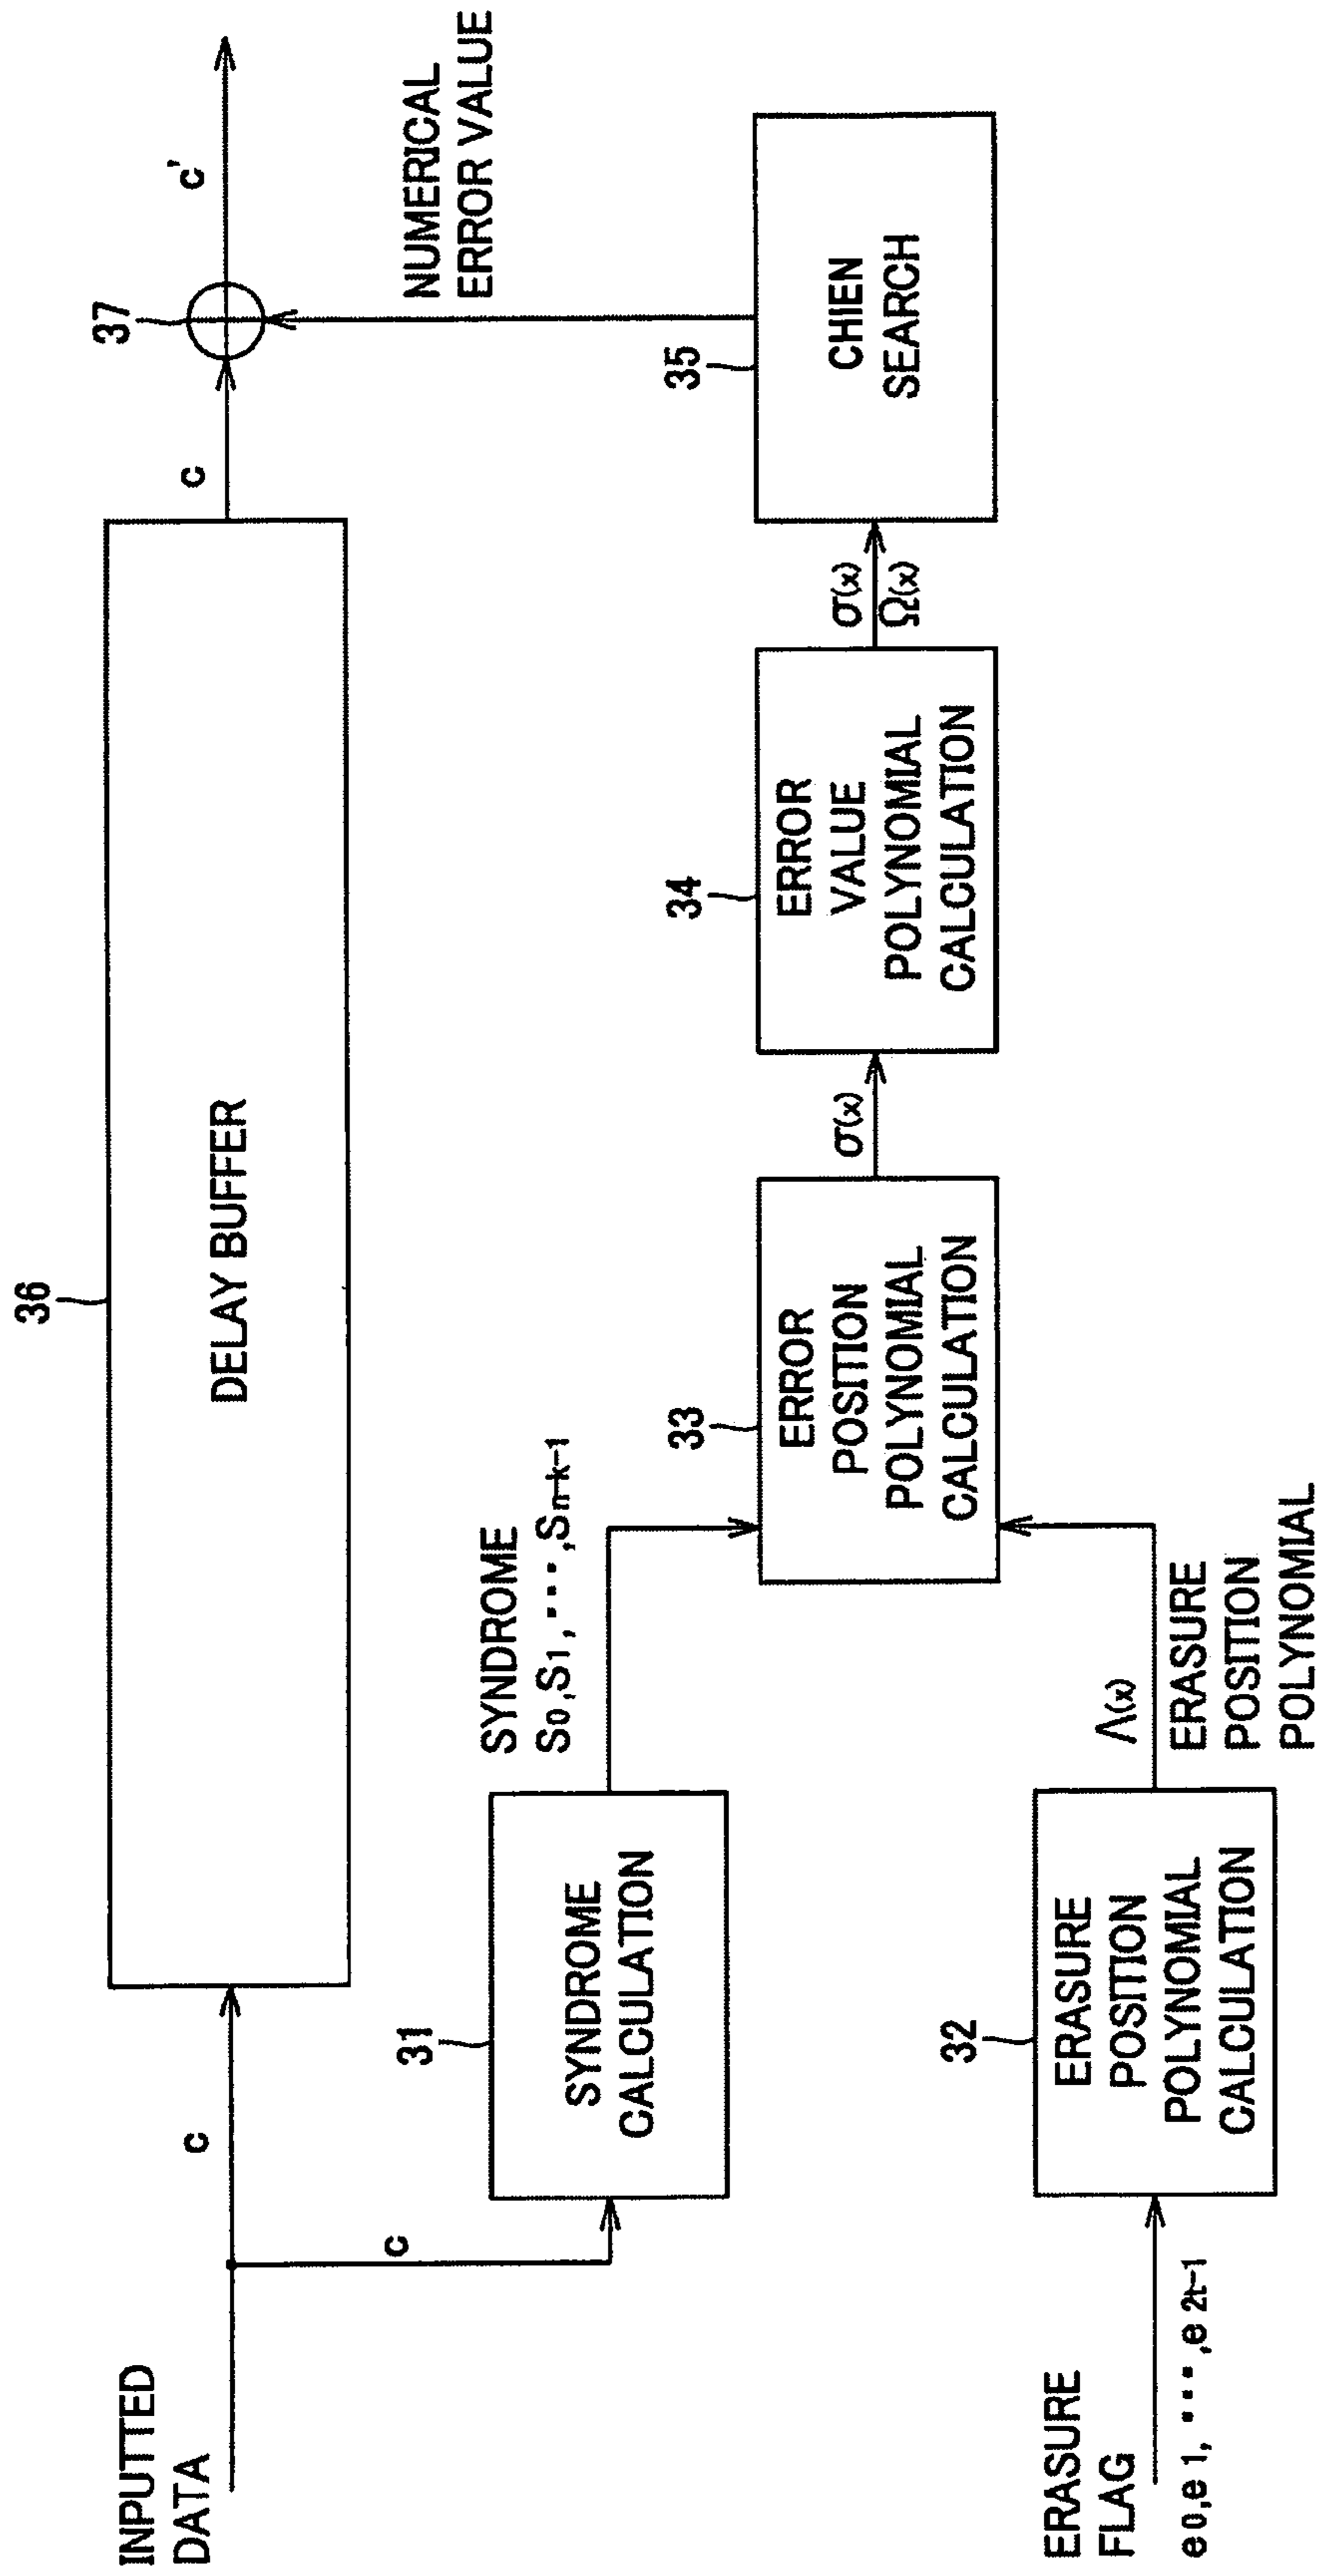 INPUTTED
DATA
c
c
36
DELAY BUFFER
c
37
c'
NUMERICAL
ERROR VALUE
31
SYNDROME
CALCULATION
SYNDROME
S0,S1,･･･,Sn-k-1
33
ERROR
POSITION
POLYNOMIAL
CALCULATION
σ(x)
34
ERROR
VALUE
POLYNOMIAL
CALCULATION
σ(x)
Ω(x)
35
CHIEN
SEARCH
ERASURE
FLAG
e0,e1,･･･,e2t-1
32
ERASURE
POSITION
POLYNOMIAL
CALCULATION
Λ(x)
ERASURE
POSITION
POLYNOMIAL